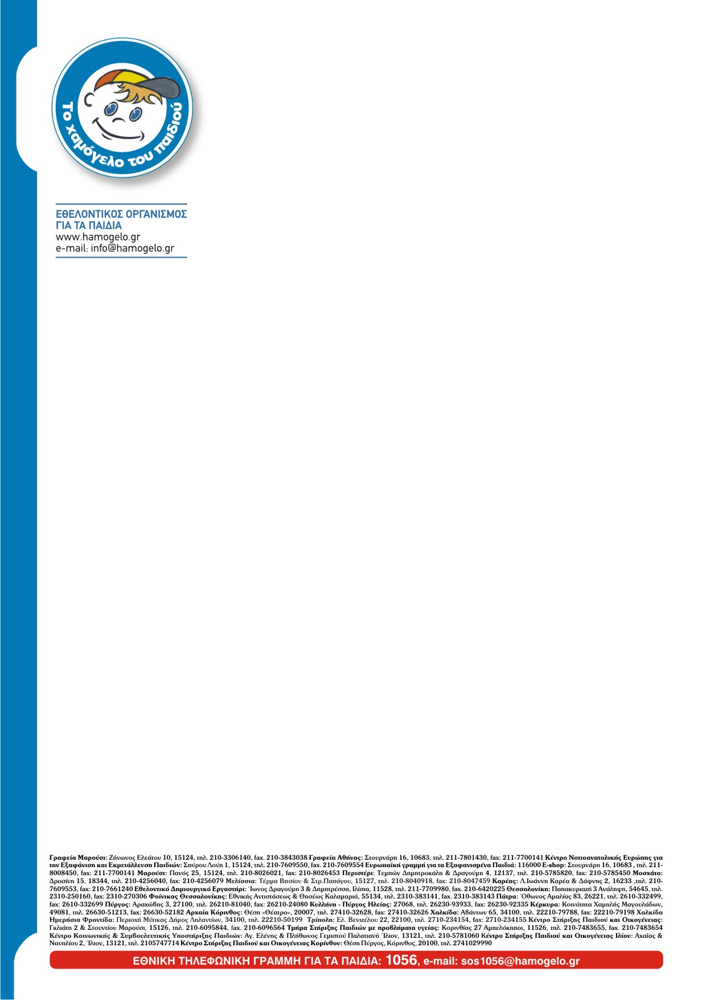 Το χαμόγελο του παιδιού
ΕΘΕΛΟΝΤΙΚΟΣ ΟΡΓΑΝΙΣΜΟΣ
ΓΙΑ ΤΑ ΠΑΙΔΙΑ
www.hamogelo.gr
e-mail: info@hamogelo.gr
Γραφεία Μαρούσι: Ζήνωνος Ελεάτου 10, 15124, τηλ. 210-3306140, fax. 210-3843038 Γραφεία Αθήνας: Στουρνάρη 16, 10683, τηλ. 211-7801430, fax: 211-7700141 Κέντρο Νοτιοανατολικής Ευρώπης για
την Εξαφάνιση και Εκμετάλλευση Παιδιών: Σπύρου Λούη 1, 15124, τηλ. 210-7609550, fax. 210-7609554 Ευρωπαϊκή γραμμή για τα Εξαφανισμένα Παιδιά: 116000 E-shop: Στουρνάρη 16, 10683 , τηλ. 211-
8008450, fax: 211-7700141 Μαρούσι: Πανός 25, 15124, τηλ. 210-8026021, fax: 210-8026453 Περιστέρι: Τεμπών Δημητροκάλη & Δραγούμη 4, 12137, τηλ. 210-5785820, fax: 210-5785450 Μοσχάτο:
Δροσίνη 15, 18344, τηλ. 210-4256040, fax: 210-4256079 Μελίσσια: Τέρμα Βιτσίου & Στρ.Παπάγου, 15127, τηλ. 210-8040918, fax: 210-8047459 Καρέας: Λ.Ιωάννη Καρέα & Δάφνης 2, 16233 ,τηλ. 210-
7609553, fax: 210-7661240 Εθελοντικό Δημιουργικό Εργαστήρι: Ίωνος Δραγούμη 3 & Δημητρέσσα, Ιλίσια, 11528, τηλ. 211-7709980, fax. 210-6420225 Θεσσαλονίκη: Παπακυριαζή 3 Ανάληψη, 54645, τηλ.
2310-250160, fax: 2310-270306 Φοίνικας Θεσσαλονίκης: Εθνικής Αντιστάσεως & Θησέως Καλαμαριά, 55134, τηλ. 2310-383141, fax. 2310-383143 Πάτρα: Όθωνος Αμαλίας 83, 26221, τηλ. 2610-332499,
fax: 2610-332699 Πύργος: Αραχώβης 3, 27100, τηλ. 26210-81040, fax: 26210-24080 Κυλλήνη - Πύργος Ηλείας: 27068, τηλ. 26230-93933, fax: 26230-92335 Κέρκυρα: Κοινότητα Χαμηλής Μαγουλάδων,
49081, τηλ. 26630-51213, fax: 26630-52182 Αρχαία Κόρινθος: Θέση «Θέατρο», 20007, τηλ. 27410-32628, fax: 27410-32626 Χαλκίδα: Αβάντων 65, 34100, τηλ. 22210-79788, fax: 22210-79198 Χαλκίδα
Ημερήσια Φροντίδα: Περιοχή Μύτικας Δήμος Ληλαντίων, 34100, τηλ. 22210-50199 Τρίπολη: Ελ. Βενιζέλου 22, 22100, τηλ. 2710-234154, fax: 2710-234155 Κέντρο Στήριξης Παιδιού και Οικογένειας:
Γκλιάτη 2 & Στουντίου Μαρούσι, 15126, τηλ. 210-6095844, fax. 210-6096564 Τμήμα Στήριξης Παιδιών με προβλήματα υγείας: Κορινθίας 27 Αμπελόκηποι, 11526, τηλ. 210-7483655, fax. 210-7483654
Κέντρο Κοινωνικής & Συμβουλευτικής Υποστήριξης Παιδιών: Αγ. Ελένης & Πλήθωνος Γεμιστού Παλατιανή Ίλιον, 13121, τηλ. 210-5781060 Κέντρο Στήριξης Παιδιού και Οικογένειας Ιλίου: Αχαΐας &
Ναυπλίου 2, Ίλιον, 13121, τηλ. 2105747714 Κέντρο Στήριξης Παιδιού και Οικογένειας Κορίνθου: Θέση Πύργος, Κόρινθος, 20100, τηλ. 2741029990
ΕΘΝΙΚΗ ΤΗΛΕΦΩΝΙΚΗ ΓΡΑΜΜΗ ΓΙΑ ΤΑ ΠΑΙΔΙΑ: 1056, e-mail: sos1056@hamogelo.gr